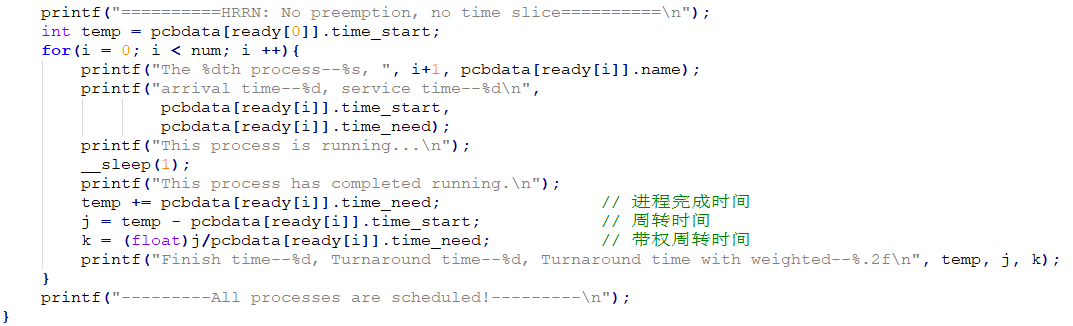 printf("==========HRRN: No preemption, no time slice==========\n");
int temp = pcbdata[ready[0]].time_start;
for(i = 0; i < num; i ++){
printf("The %dth process--%s, ", i+1, pcbdata[ready[i]].name);
printf("arrival time--%d, service time--%d\n",
pcbdata[ready[i]].time_start,
pcbdata[ready[i]].time_need);
printf("This process is running...\n");
__sleep(1);
printf("This process has completed running.\n");
temp += pcbdata[ready[i]].time_need; // 进程完成时间
j = temp - pcbdata[ready[i]].time_start; // 周转时间
k = (float)j/pcbdata[ready[i]].time_need; // 带权周转时间
printf("Finish time--%d, Turnaround time--%d, Turnaround time with weighted--%.2f\n", temp, j, k);
}
printf("---------All processes are scheduled!---------\n");
}